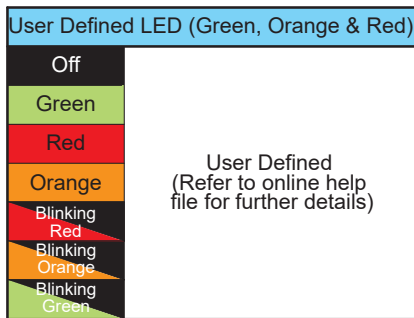 User Defined LED (Green, Orange & Red)
Off
Green
Red
Orange
Blinking
Red
Blinking
Orange
Blinking
Green
User Defined
(Refer to online help
file for further details)